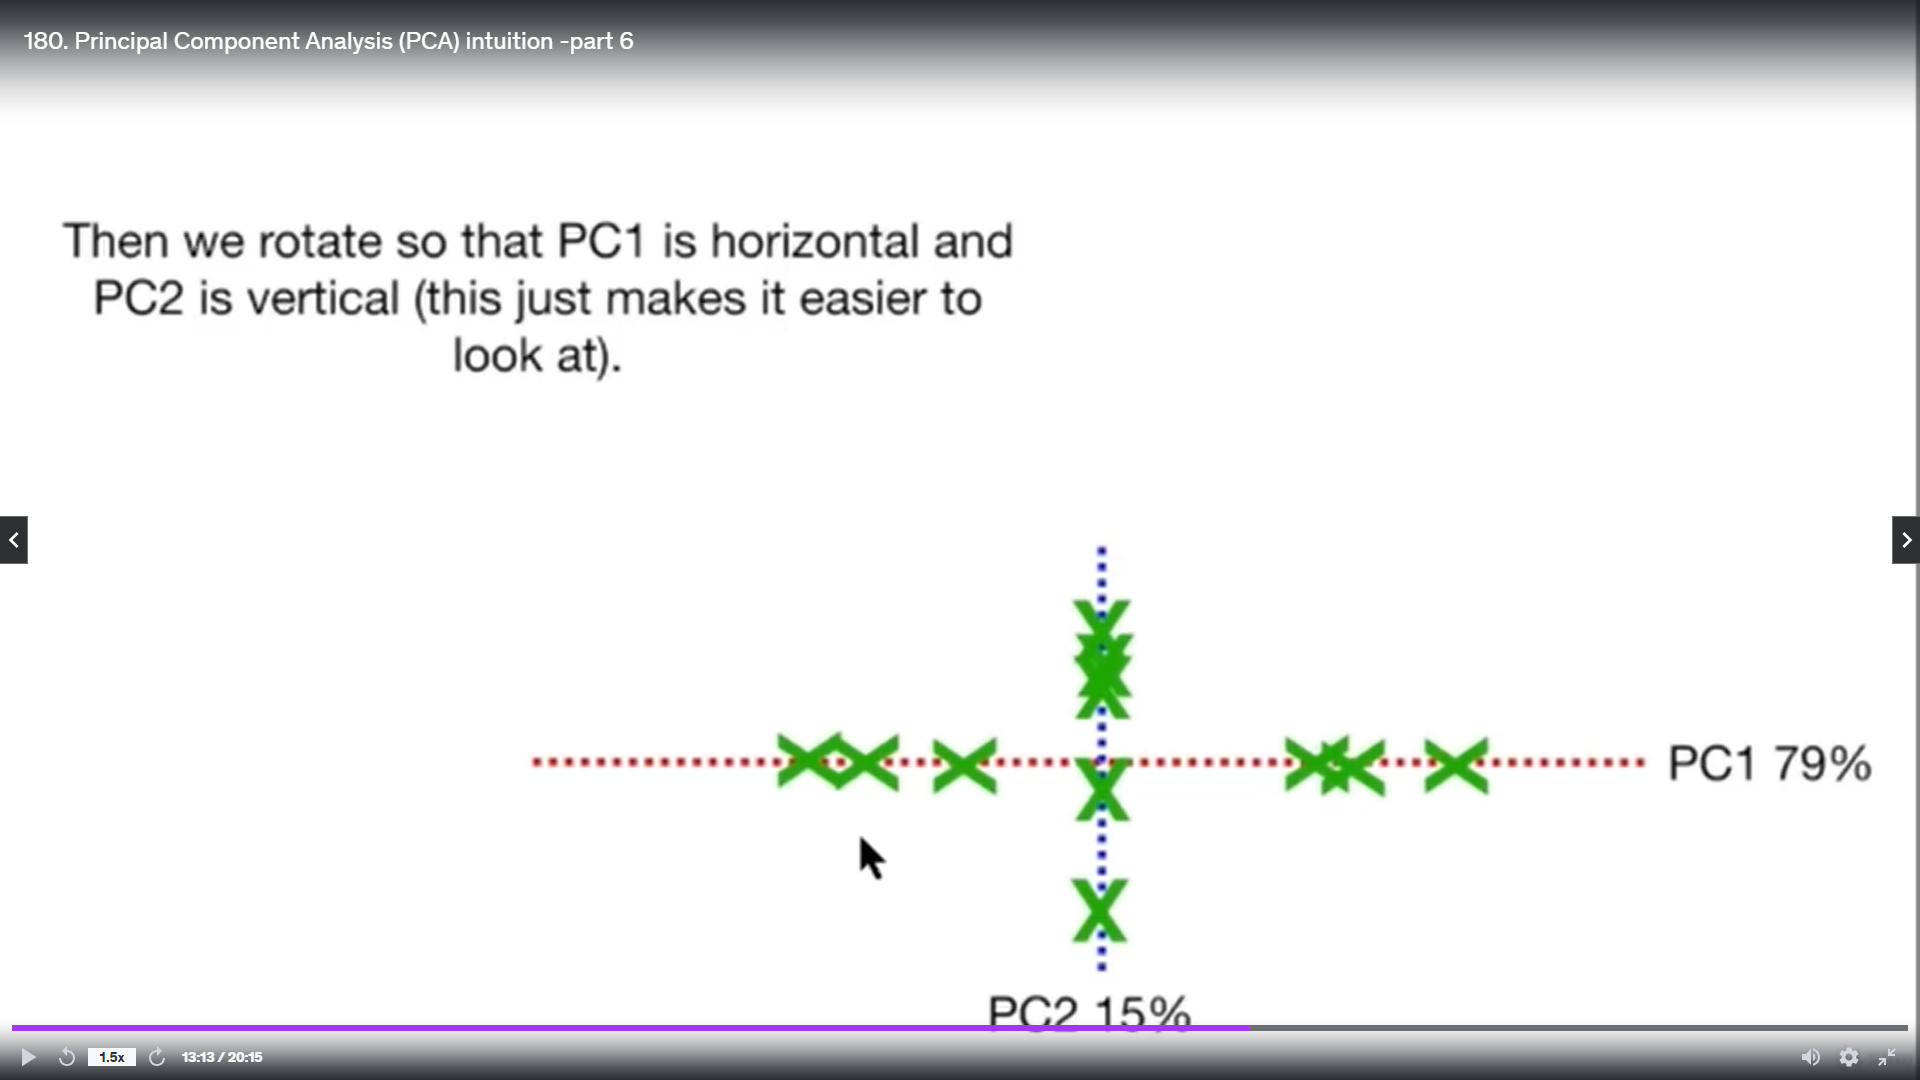 180. Principal Component Analysis (PCA) intuition -part 6
Then we rotate so that PC1 is horizontal and
PC2 is vertical (this just makes it easier to
look at).
PC1 79%
PC2 15%
1.5x
13:13 / 20:15